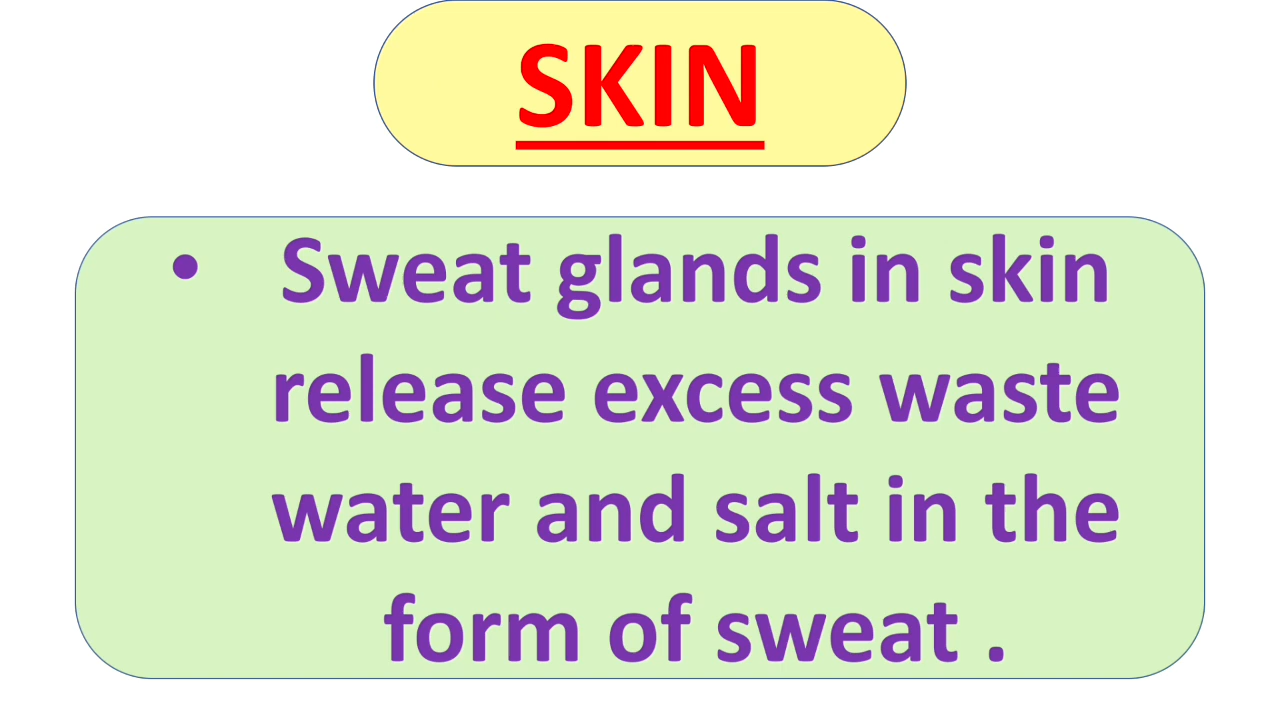 SKIN
• Sweat glands in skin
release excess waste
water and salt in the
form of sweat .